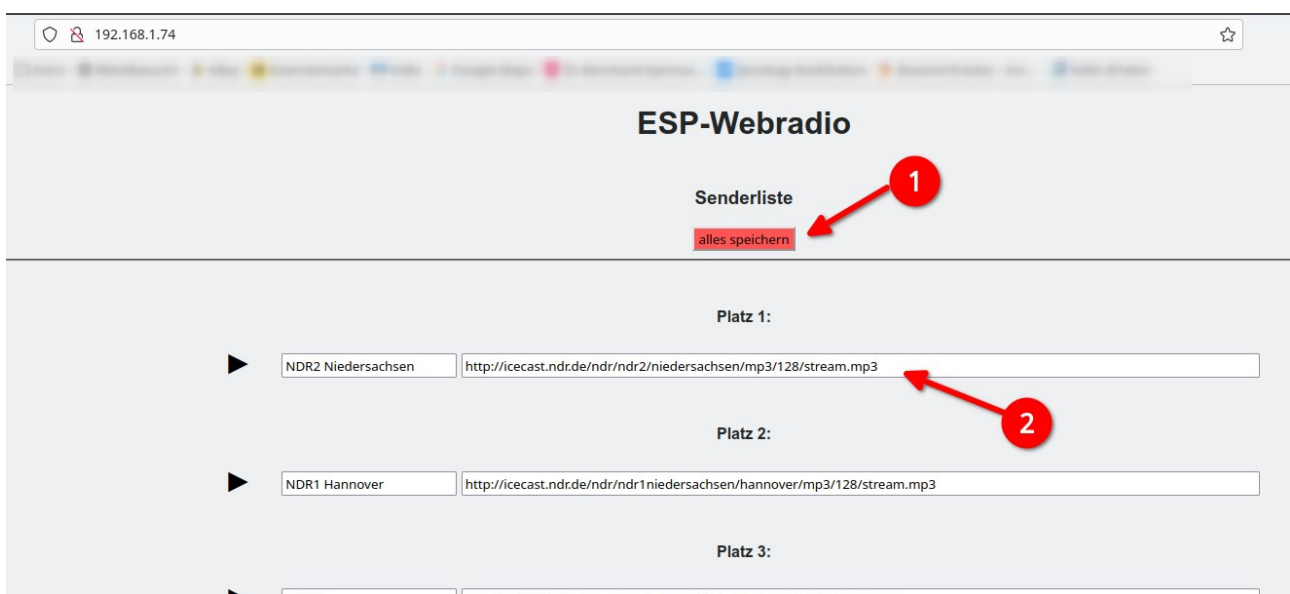 192.168.1.74
ESP-Webradio
1
Senderliste
alles speichern
Platz 1:
NDR2 Niedersachsen http://icecast.ndr.de/ndr/ndr2/niedersachsen/mp3/128/stream.mp3
2
Platz 2:
NDR1 Hannover http://icecast.ndr.de/ndr/ndr1niedersachsen/hannover/mp3/128/stream.mp3
Platz 3: